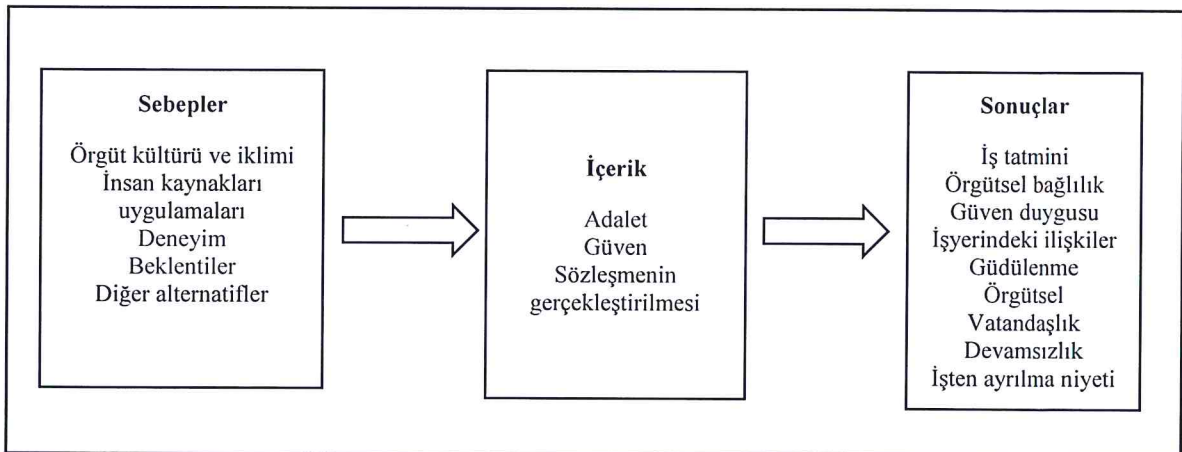 Sebepler
Örgüt kültürü ve iklimi
İnsan kaynakları
uygulamaları
Deneyim
Beklentiler
Diğer alternatifler
İçerik
Adalet
Güven
Sözleşmenin
gerçekleştirilmesi
Sonuçlar
İş tatmini
Örgütsel bağlılık
Güven duygusu
İşyerindeki ilişkiler
Güdülenme
Örgütsel
Vatandaşlık
Devamsızlık
İşten ayrılma niyeti